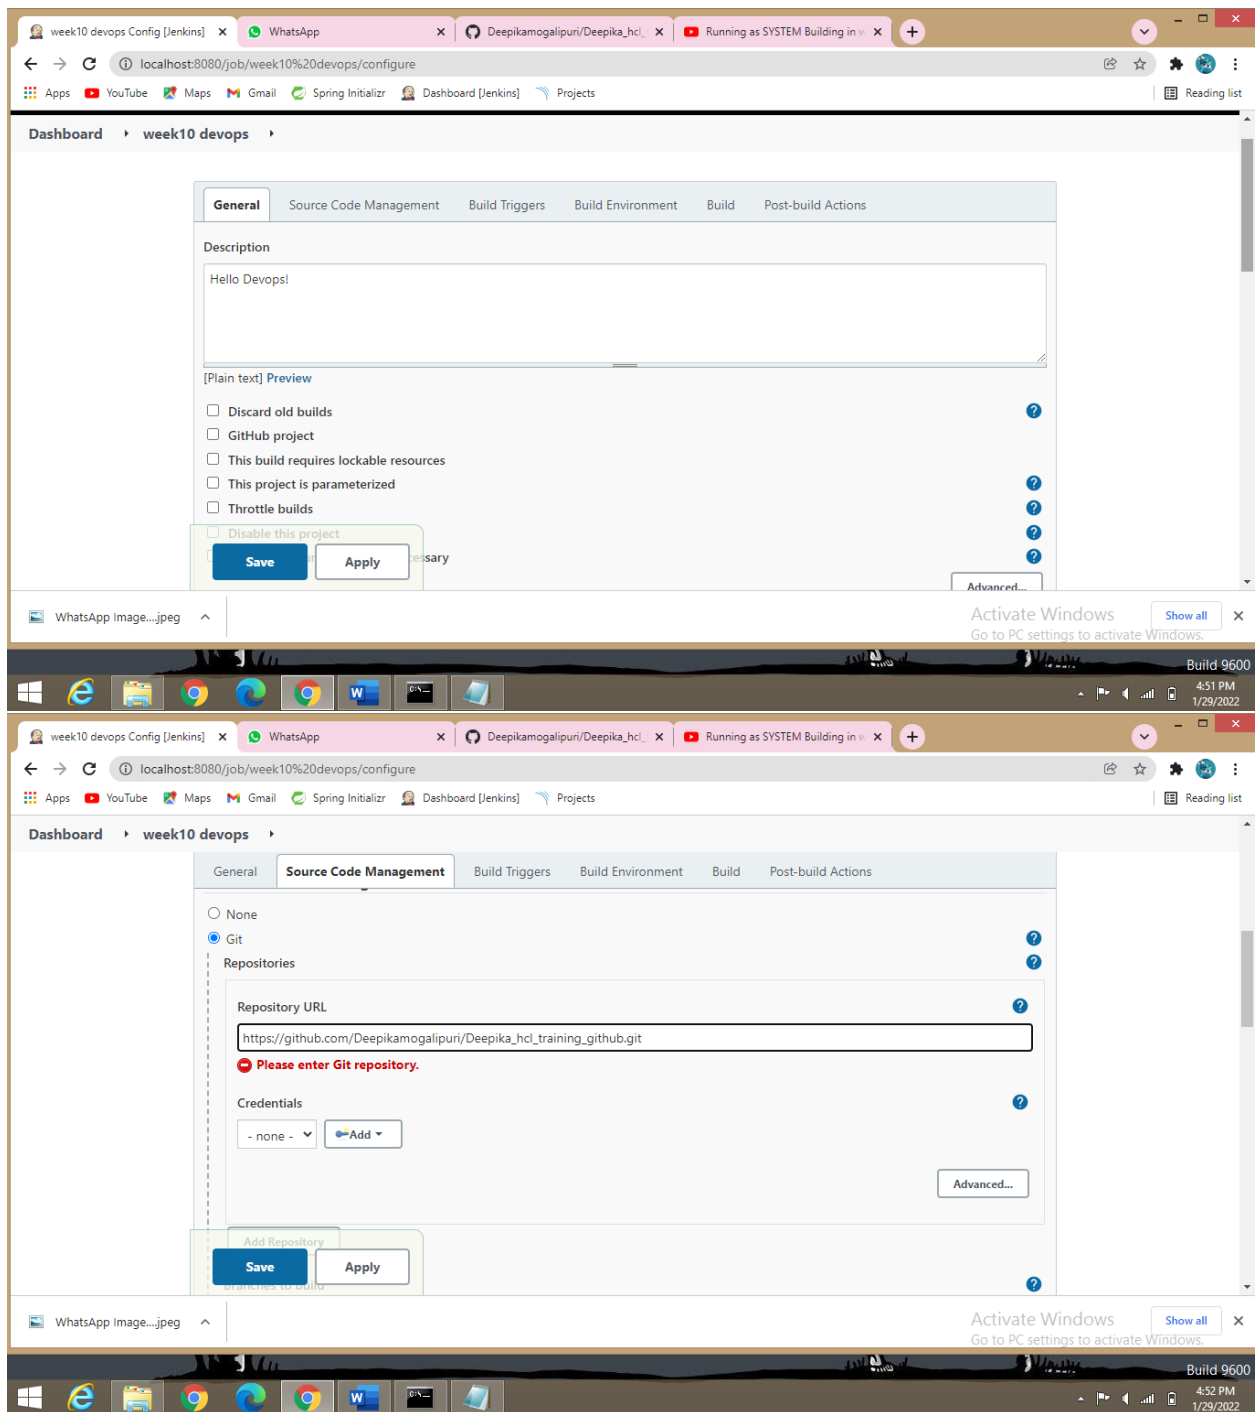 week10 devops Config [Jenkins]
WhatsApp
Deepikamogalipuri/Deepika_hcl_
Running as SYSTEM Building in w
localhost:8080/job/week10%20devops/configure
Apps YouTube Maps Gmail Spring Initializr Dashboard [Jenkins] Projects Reading list
Dashboard week10 devops
General Source Code Management Build Triggers Build Environment Build Post-build Actions
Description
Hello Devops!
[Plain text] Preview
Discard old builds
GitHub project
This build requires lockable resources
This project is parameterized
Throttle builds
Disable this project
Save Apply essary
Advanced...
WhatsApp Image....jpeg
Activate Windows
Go to PC settings to activate Windows.
Show all
Build 9600
4:51 PM
1/29/2022
week10 devops Config [Jenkins]
WhatsApp
Deepikamogalipuri/Deepika_hcl_
Running as SYSTEM Building in w
localhost:8080/job/week10%20devops/configure
Apps YouTube Maps Gmail Spring Initializr Dashboard [Jenkins] Projects Reading list
Dashboard week10 devops
General Source Code Management Build Triggers Build Environment Build Post-build Actions
None
Git
Repositories
Repository URL
https://github.com/Deepikamogalipuri/Deepika_hcl_training_github.git
Please enter Git repository.
Credentials
- none - Add
Advanced...
Add Repository
Save Apply
Branches to build
WhatsApp Image....jpeg
Activate Windows
Go to PC settings to activate Windows.
Show all
Build 9600
4:52 PM
1/29/2022